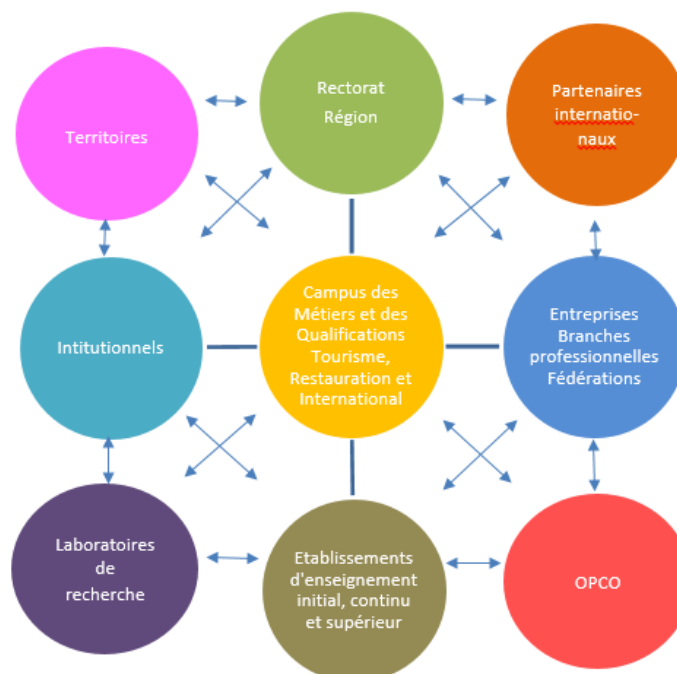 Territoires
Rectorat
Région
Partenaires
internatio-
naux
Intitutionnels
Campus des
Métiers et des
Qualifications
Tourisme,
Restauration et
International
Entreprises
Branches
professionnelles
Fédérations
Laboratoires
de
recherche
Etablissements
d'enseignement
initial, continu
et supérieur
OPCO